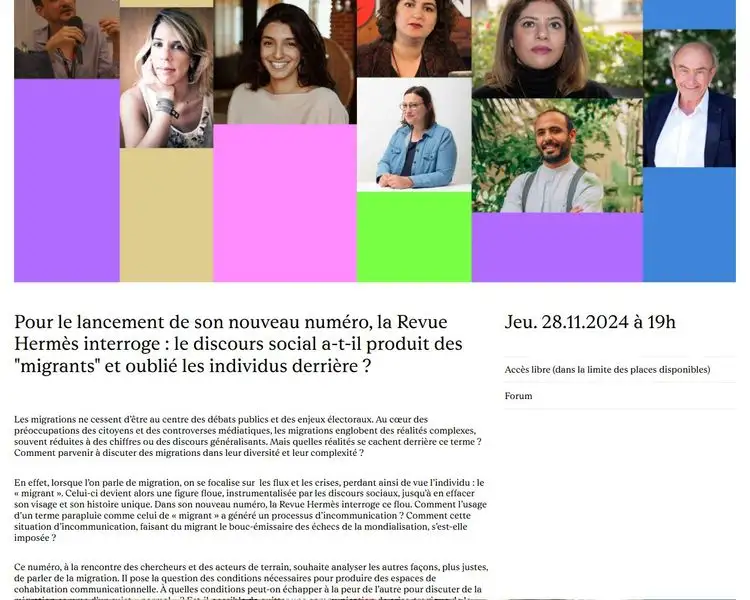 Pour le lancement de son nouveau numéro, la Revue
Hermès interroge : le discours social a-t-il produit des
"migrants" et oublié les individus derrière ?
Jeu. 28.11.2024 à 19h
Accès libre (dans la limite des places disponibles)
Forum
Les migrations ne cessent d'être au centre des débats publics et des enjeux électoraux. Au cœur des
préoccupations des citoyens et des controverses médiatiques, les migrations englobent des réalités complexes,
souvent réduites à des chiffres ou des discours généralisants. Mais quelles réalités se cachent derrière ce terme ?
Comment parvenir à discuter des migrations dans leur diversité et leur complexité ?
En effet, lorsque l'on parle de migration, on se focalise sur les flux et les crises, perdant ainsi de vue l'individu : le
« migrant ». Celui-ci devient alors une figure floue, instrumentalisée par les discours sociaux, jusqu'à en effacer
son visage et son histoire unique. Dans son nouveau numéro, la Revue Hermès interroge ce flou. Comment l'usage
d'un terme parapluie comme celui de « migrant » a généré un processus d'incommunication ? Comment cette
situation d'incommunication, faisant du migrant le bouc-émissaire des échecs de la mondialisation, s'est-elle
imposée ?
Ce numéro, à la rencontre des chercheurs et des acteurs de terrain, souhaite analyser les autres façons, plus justes,
de parler de la migration. Il pose la question des conditions nécessaires pour produire des espaces de
cohabitation communicationnelle. À quelles conditions peut-on échapper à la peur de l'autre pour discuter de la